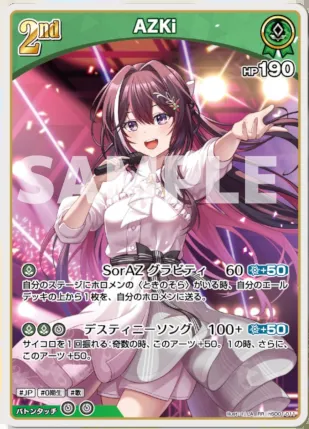 2nd
AZKi
HP190
SAMPLE
SorAZ グラビティ 60 +50
自分のステージにホロメンの〈ときのそら〉がいる時、自分のエール
デッキの上から1枚を、自分のホロメンに送る。
デスティニーソング 100+ +50
サイコロを1回振れる:奇数の時、このアーツ+50。1の時、さらに、
このアーツ+50。
#JP #0期生 #歌
バトンタッチ